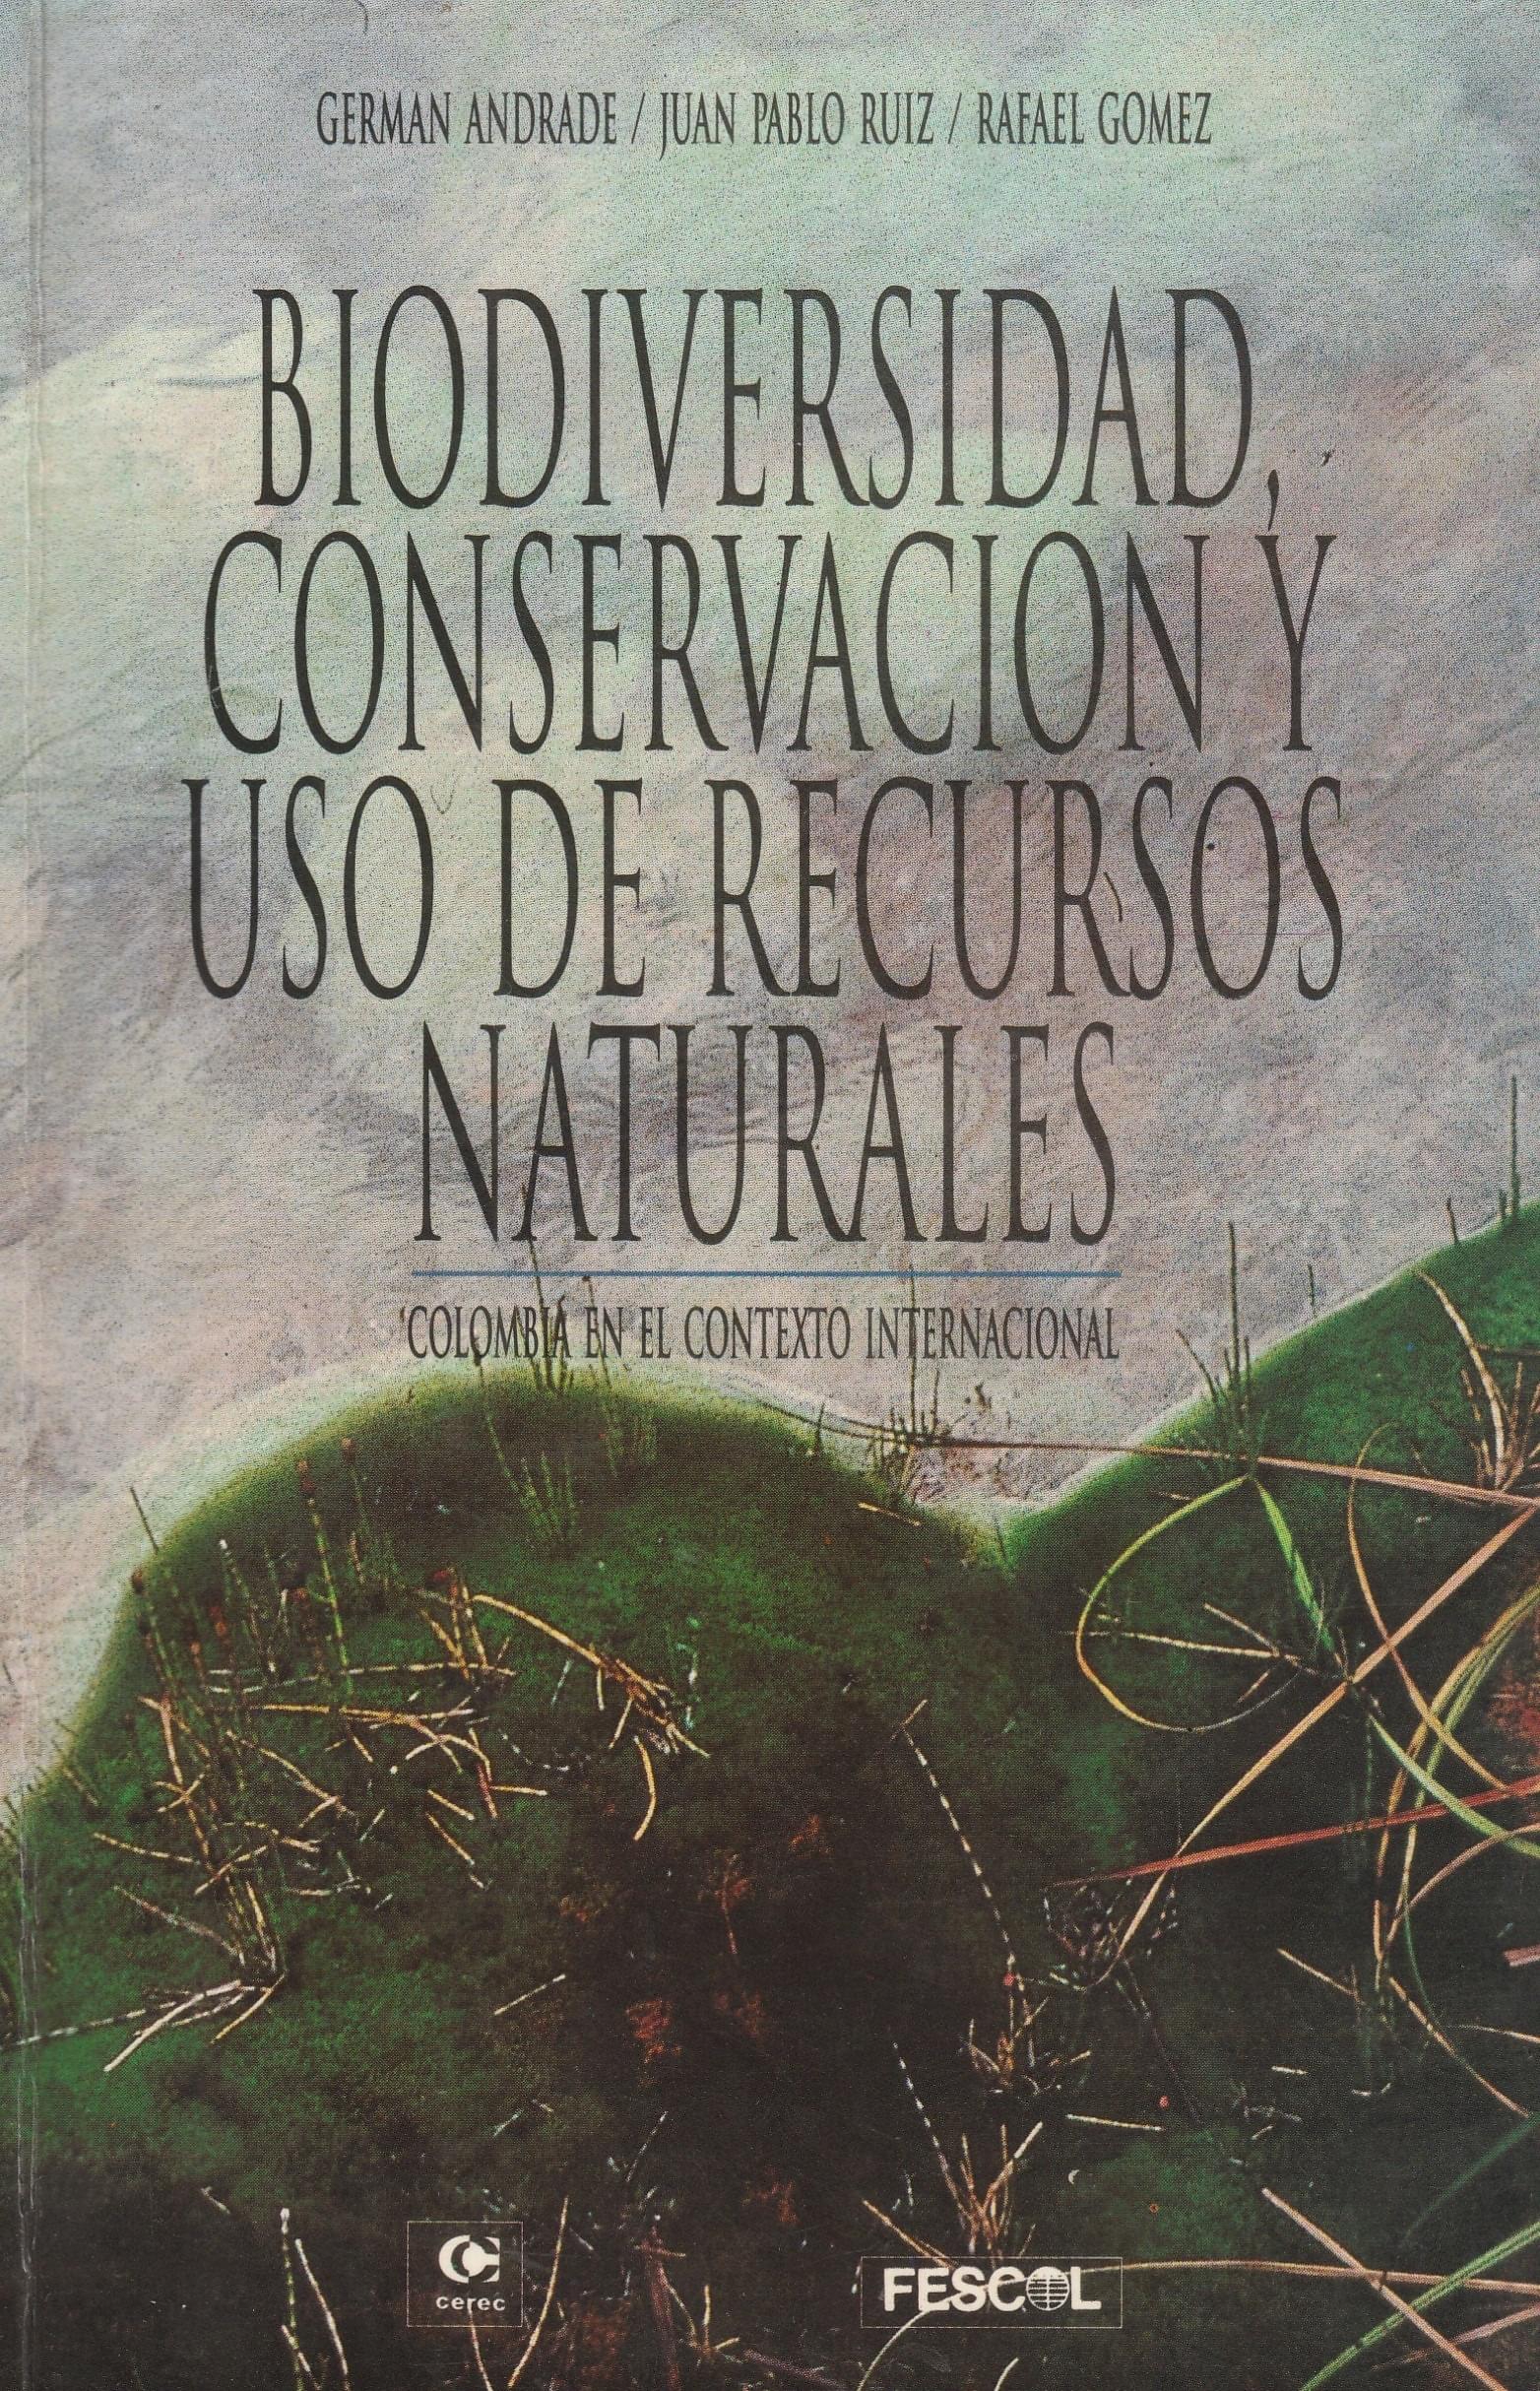 GERMAN ANDRADE / JUAN PABLO RUIZ / RAFAEL GOMEZ
BIODIVERSIDAD,
CONSERVACION Y
USO DE RECURSOS
NATURALES
COLOMBIA EN EL CONTEXTO INTERNACIONAL
cerec
FESCOL